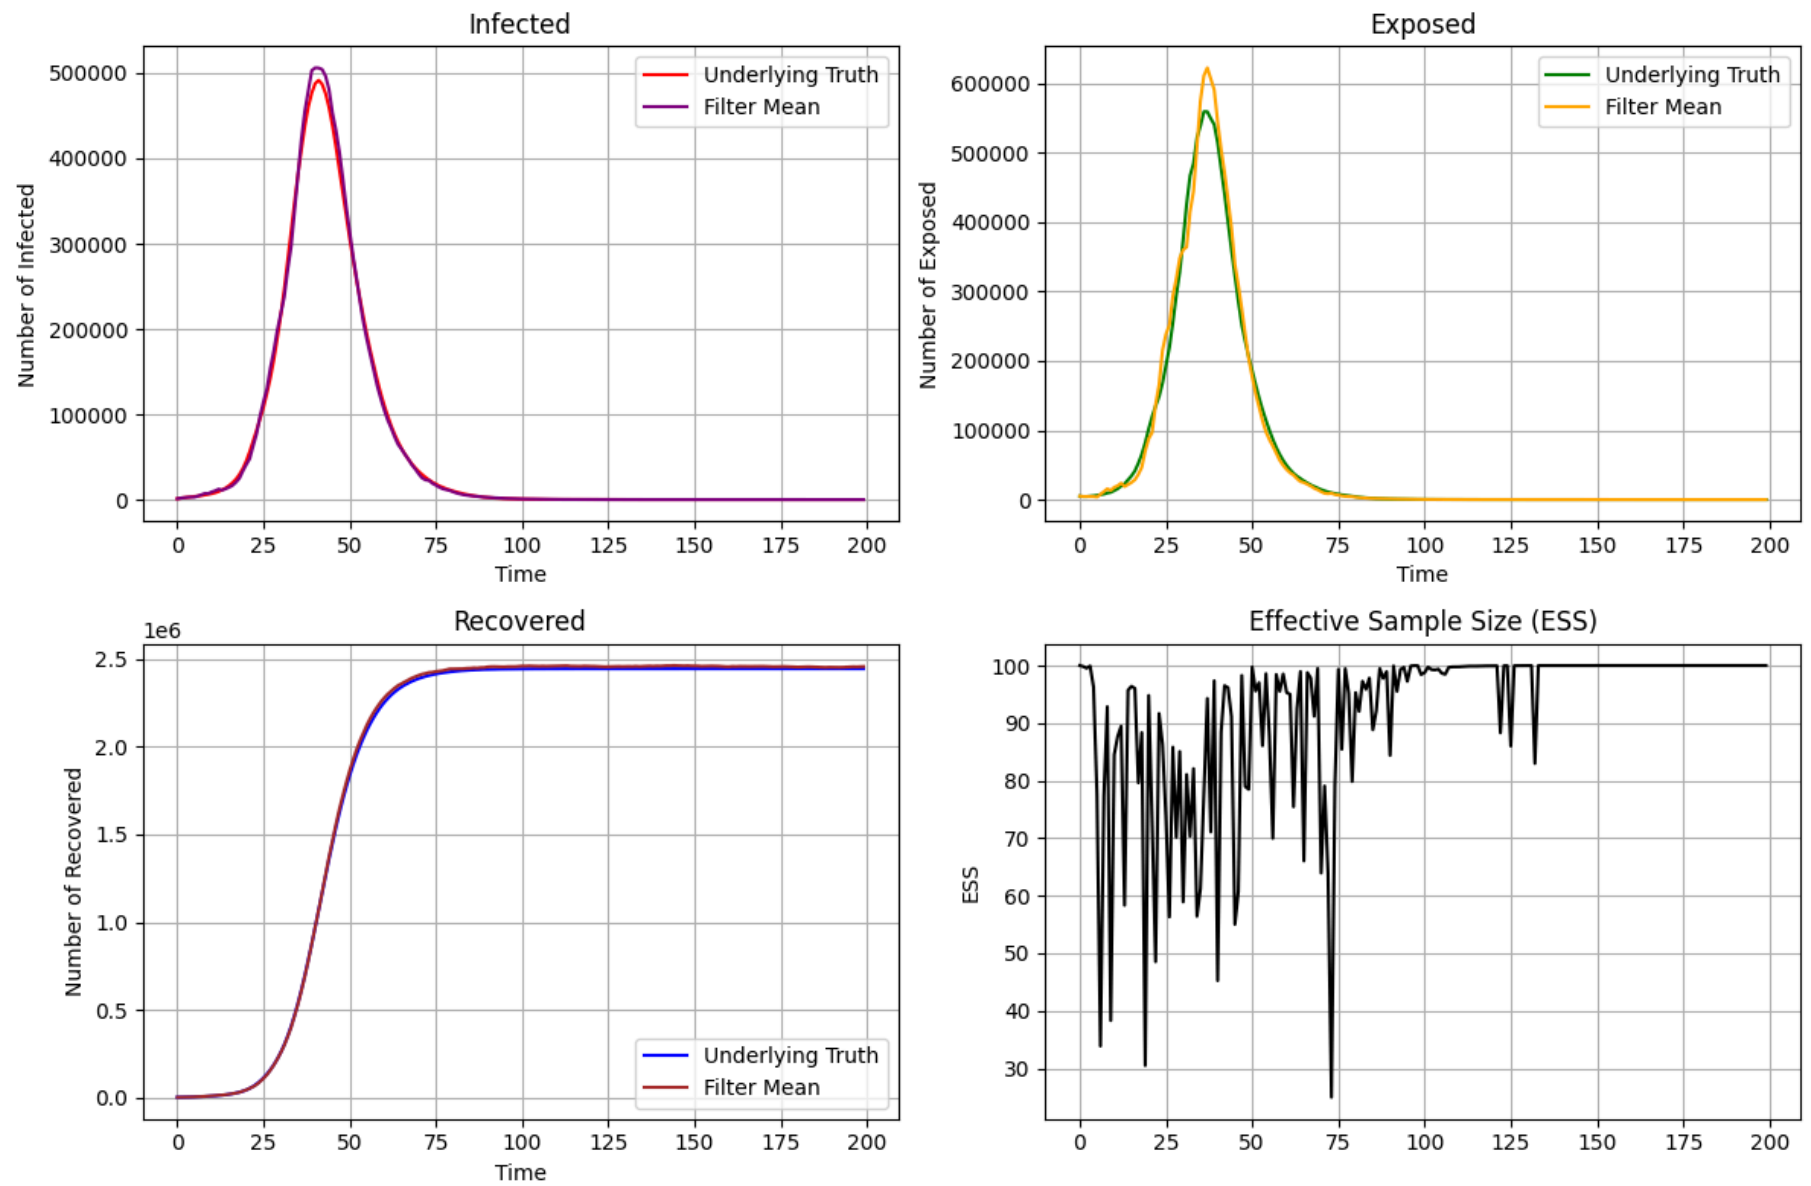 Infected
Underlying Truth
Filter Mean
Number of Infected
500000
400000
300000
200000
100000
0
0 25 50 75 100 125 150 175 200
Time
Exposed
Underlying Truth
Filter Mean
Number of Exposed
600000
500000
400000
300000
200000
100000
0
0 25 50 75 100 125 150 175 200
Time
Recovered
1e6
Number of Recovered
2.5
2.0
1.5
1.0
0.5
0.0
Underlying Truth
Filter Mean
0 25 50 75 100 125 150 175 200
Time
Effective Sample Size (ESS)
ESS
100
90
80
70
60
50
40
30
0 25 50 75 100 125 150 175 200